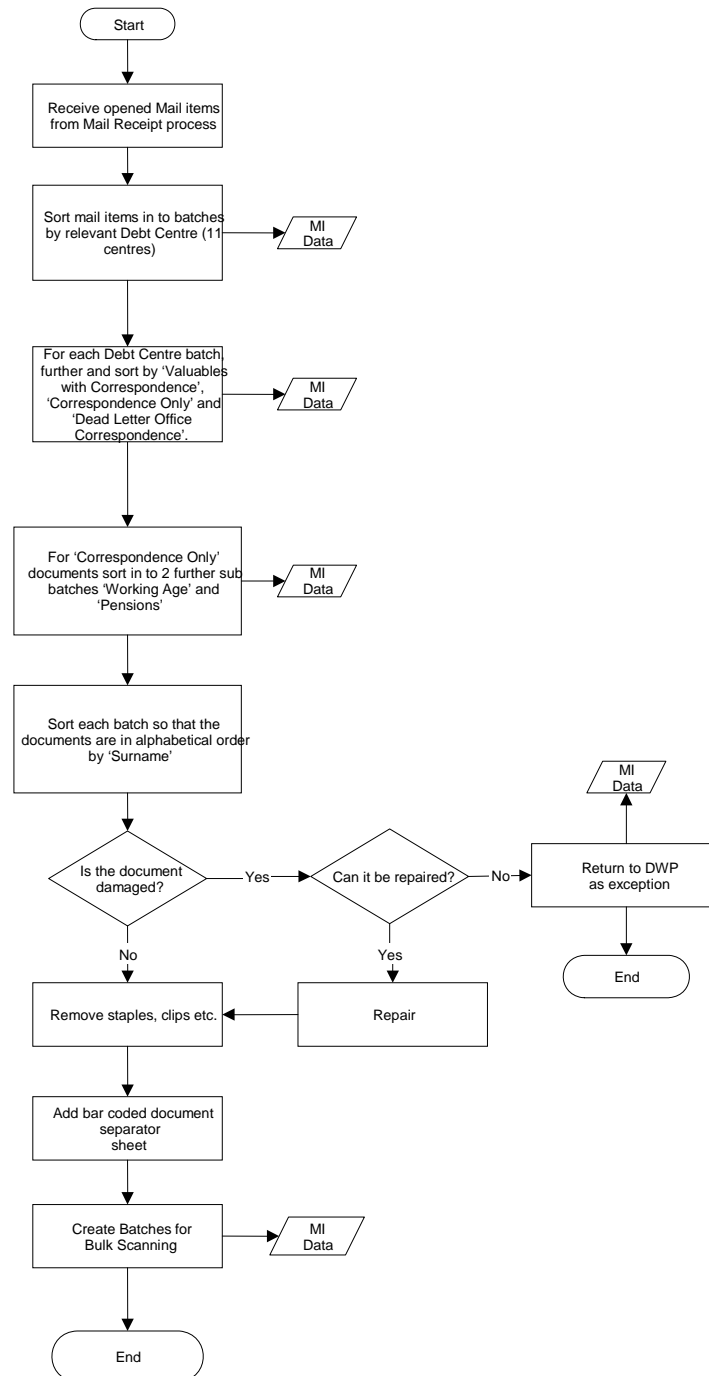 Start
Receive opened Mail items
from Mail Receipt process
Sort mail items in to batches
by relevant Debt Centre (11
centres)
MI
Data
For each Debt Centre batch,
further and sort by ‘Valuables
with Correspondence’,
‘Correspondence Only’ and
‘Dead Letter Office
Correspondence’.
MI
Data
For ‘Correspondence Only’
documents sort in to 2 further sub
batches ‘Working Age’ and
‘Pensions’
MI
Data
Sort each batch so that the
documents are in alphabetical order
by ‘Surname’
MI
Data
Is the document
damaged?
Yes
Can it be repaired?
No
Return to DWP
as exception
No
Yes
End
Remove staples, clips etc.
Repair
Add bar coded document
separator
sheet
Create Batches for
Bulk Scanning
MI
Data
End